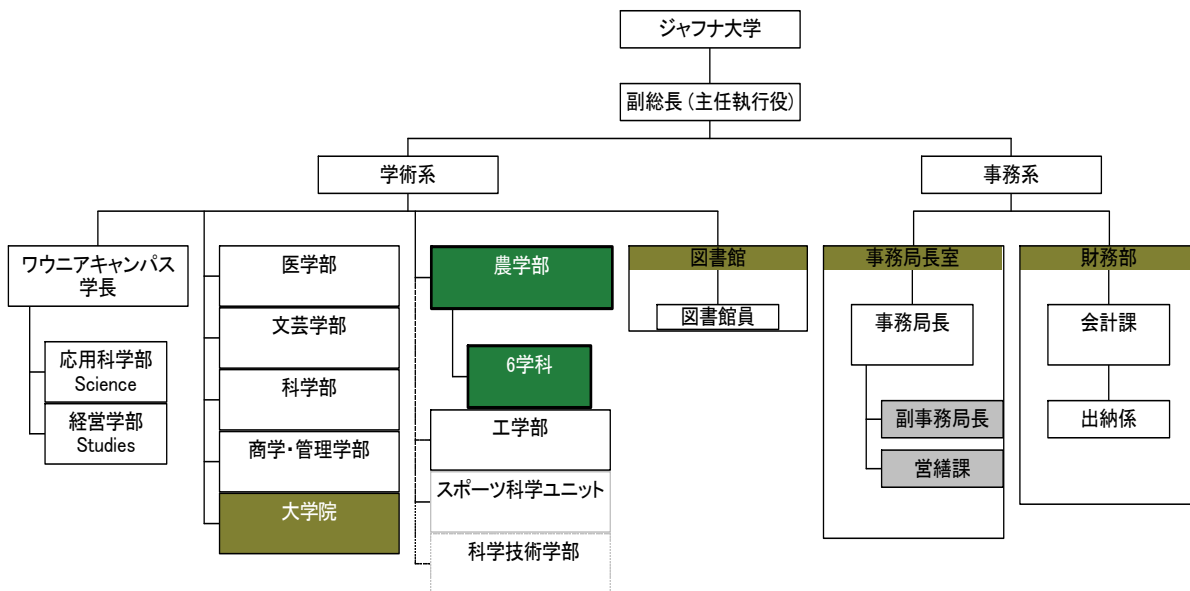 ジャフナ大学
副総長 (主任執行役)
学術系
事務系
ワウニアキャンパス
学長
応用科学部
Science
経営学部
Studies
医学部
文芸学部
科学部
商学・管理学部
大学院
農学部
6学科
工学部
スポーツ科学ユニット
科学技術学部
図書館
図書館員
事務局長室
事務局長
副事務局長
営繕課
財務部
会計課
出納係